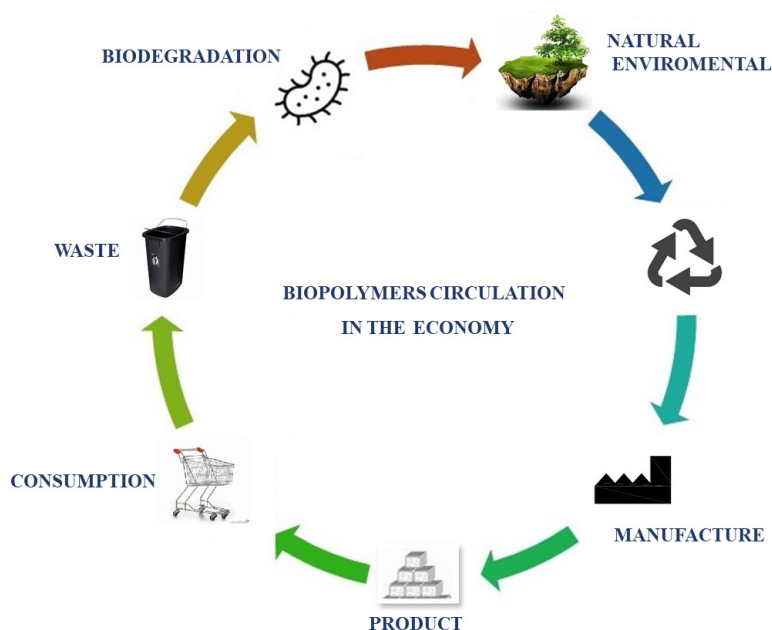 BIODEGRADATION
NATURAL
ENVIROMENTAL
WASTE
BIOPOLYMERS CIRCULATION
IN THE ECONOMY
CONSUMPTION
MANUFACTURE
PRODUCT